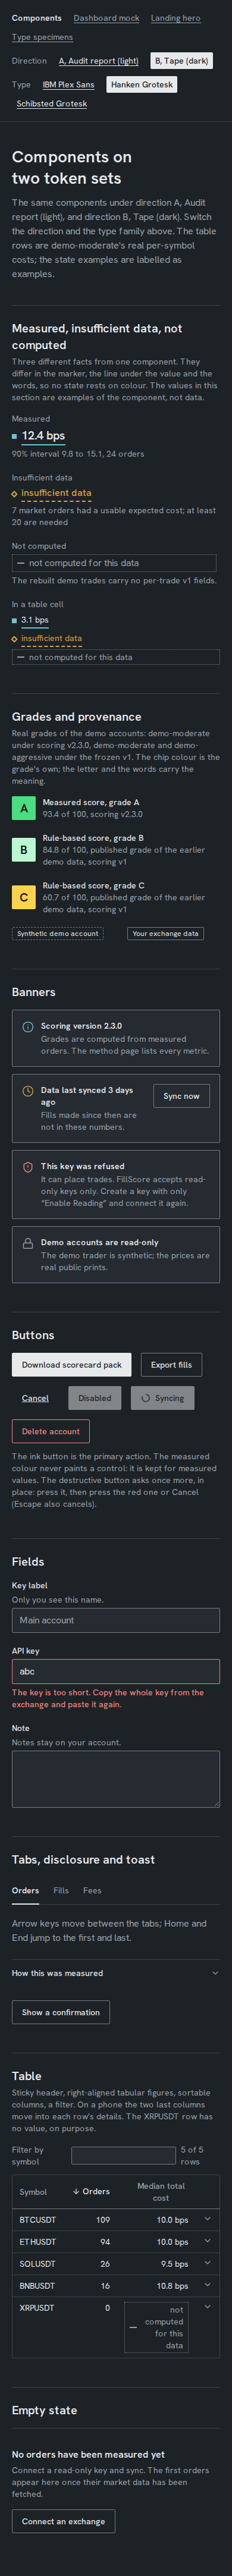 Components
Dashboard mock
Landing hero
Type specimens
Direction
A, Audit report (light)
B, Tape (dark)
Type
IBM Plex Sans
Hanken Grotesk
Schibsted Grotesk
Components on
two token sets
The same components under direction A, Audit
report (light), and direction B, Tape (dark). Switch
the direction and the type family above. The table
rows are demo-moderate's real per-symbol
costs; the state examples are labelled as
examples.
Measured, insufficient data, not
computed
Three different facts from one component. They
differ in the marker, the line under the value and the
words, so no state rests on colour. The values in this
section are examples of the component, not data.
Measured
12.4 bps
90% interval 9.8 to 15.1, 24 orders
Insufficient data
insufficient data
7 market orders had a usable expected cost; at least
20 are needed
Not computed
— not computed for this data
The rebuilt demo trades carry no per-trade v1 fields.
In a table cell
3.1 bps
insufficient data
— not computed for this data
Grades and provenance
Real grades of the demo accounts: demo-moderate
under scoring v2.3.0, demo-moderate and demo-
aggressive under the frozen v1. The chip colour is the
grade's own; the letter and the words carry the
meaning.
A
Measured score, grade A
93.4 of 100, scoring v2.3.0
B
Rule-based score, grade B
84.8 of 100, published grade of the earlier
demo data, scoring v1
C
Rule-based score, grade C
60.7 of 100, published grade of the earlier
demo data, scoring v1
Synthetic demo account
Your exchange data
Banners
Scoring version 2.3.0
Grades are computed from measured
orders. The method page lists every metric.
Data last synced 3 days
ago
Fills made since then are
not in these numbers.
Sync now
This key was refused
It can place trades. FillScore accepts read-
only keys only. Create a key with only
"Enable Reading" and connect it again.
Demo accounts are read-only
The demo trader is synthetic; the prices are
real public prints.
Buttons
Download scorecard pack
Export fills
Cancel
Disabled
Syncing
Delete account
The ink button is the primary action. The measured
colour never paints a control: it is kept for measured
values. The destructive button asks once more, in
place: press it, then press the red one or Cancel
(Escape also cancels).
Fields
Key label
Only you see this name.
Main account
API key
abc
The key is too short. Copy the whole key from the
exchange and paste it again.
Note
Notes stay on your account.
Tabs, disclosure and toast
Orders
Fills
Fees
Arrow keys move between the tabs; Home and
End jump to the first and last.
How this was measured
Show a confirmation
Table
Sticky header, right-aligned tabular figures, sortable
columns, a filter. On a phone the two last columns
move into each row's details. The XRPUSDT row has
no value, on purpose.
Filter by
symbol
5 of 5
rows
Symbol
↓ Orders
Median total
cost
BTCUSDT 109 10.0 bps
ETHUSDT 94 10.0 bps
SOLUSDT 26 9.5 bps
BNBUSDT 16 10.8 bps
XRPUSDT 0
— not
computed
for this
data
Empty state
No orders have been measured yet
Connect a read-only key and sync. The first orders
appear here once their market data has been
fetched.
Connect an exchange